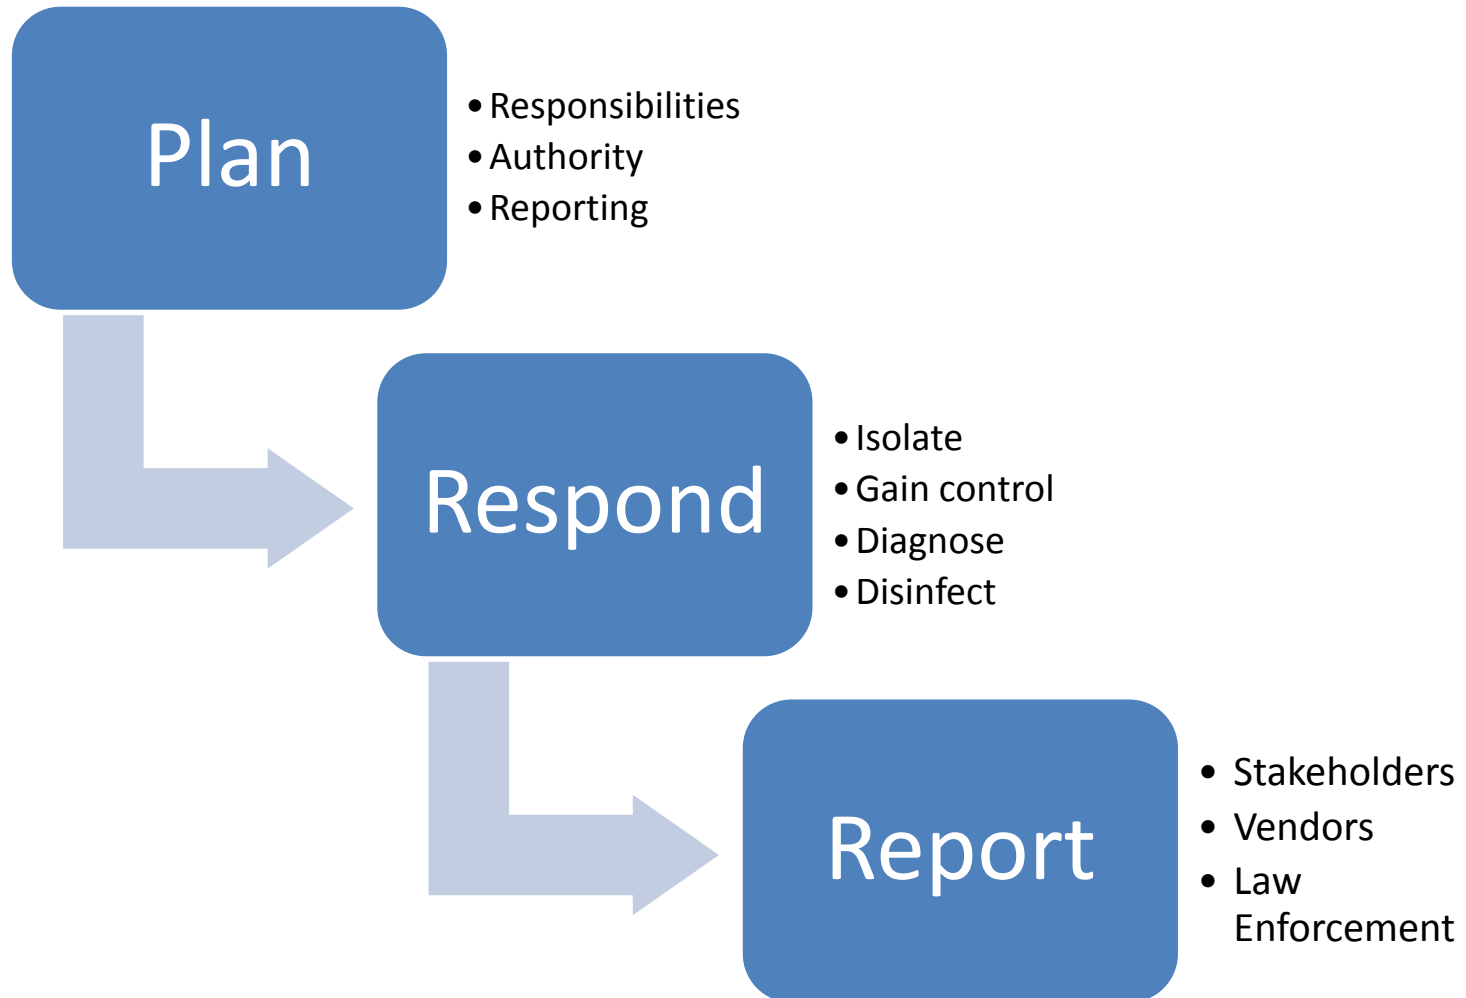 Plan
• Responsibilities
• Authority
• Reporting
Respond
• Isolate
• Gain control
• Diagnose
• Disinfect
Report
• Stakeholders
• Vendors
• Law
Enforcement